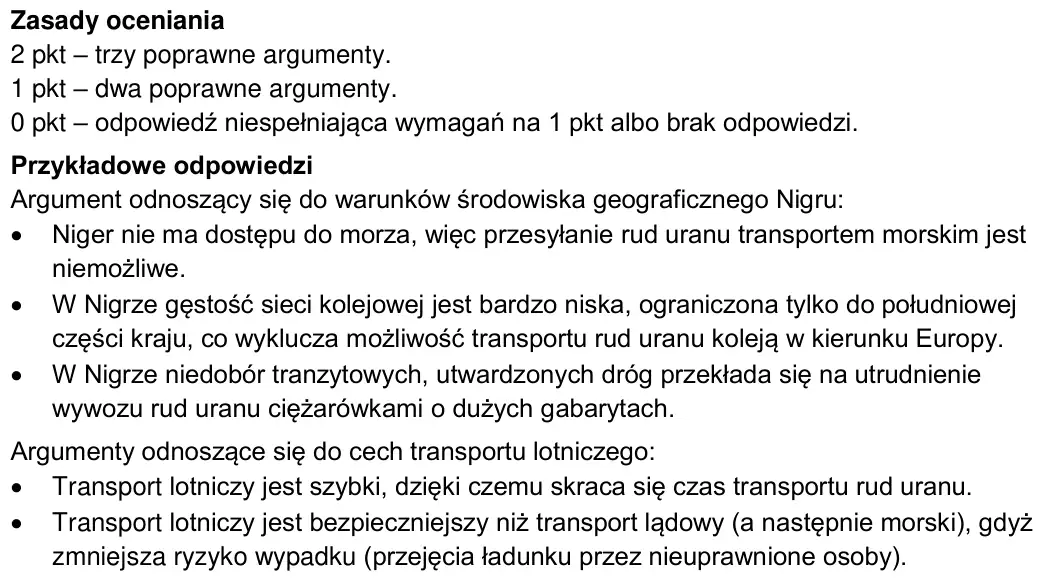 Zasady oceniania
2 pkt – trzy poprawne argumenty.
1 pkt – dwa poprawne argumenty.
0 pkt – odpowiedź niespełniająca wymagań na 1 pkt albo brak odpowiedzi.
Przykładowe odpowiedzi
Argument odnoszący się do warunków środowiska geograficznego Nigru:
• Niger nie ma dostępu do morza, więc przesyłanie rud uranu transportem morskim jest
niemożliwe.
• W Nigrze gęstość sieci kolejowej jest bardzo niska, ograniczona tylko do południowej
części kraju, co wyklucza możliwość transportu rud uranu koleją w kierunku Europy.
• W Nigrze niedobór tranzytowych, utwardzonych dróg przekłada się na utrudnienie
wywozu rud uranu ciężarówkami o dużych gabarytach.
Argumenty odnoszące się do cech transportu lotniczego:
• Transport lotniczy jest szybki, dzięki czemu skraca się czas transportu rud uranu.
• Transport lotniczy jest bezpieczniejszy niż transport lądowy (a następnie morski), gdyż
zmniejsza ryzyko wypadku (przejęcia ładunku przez nieuprawnione osoby).